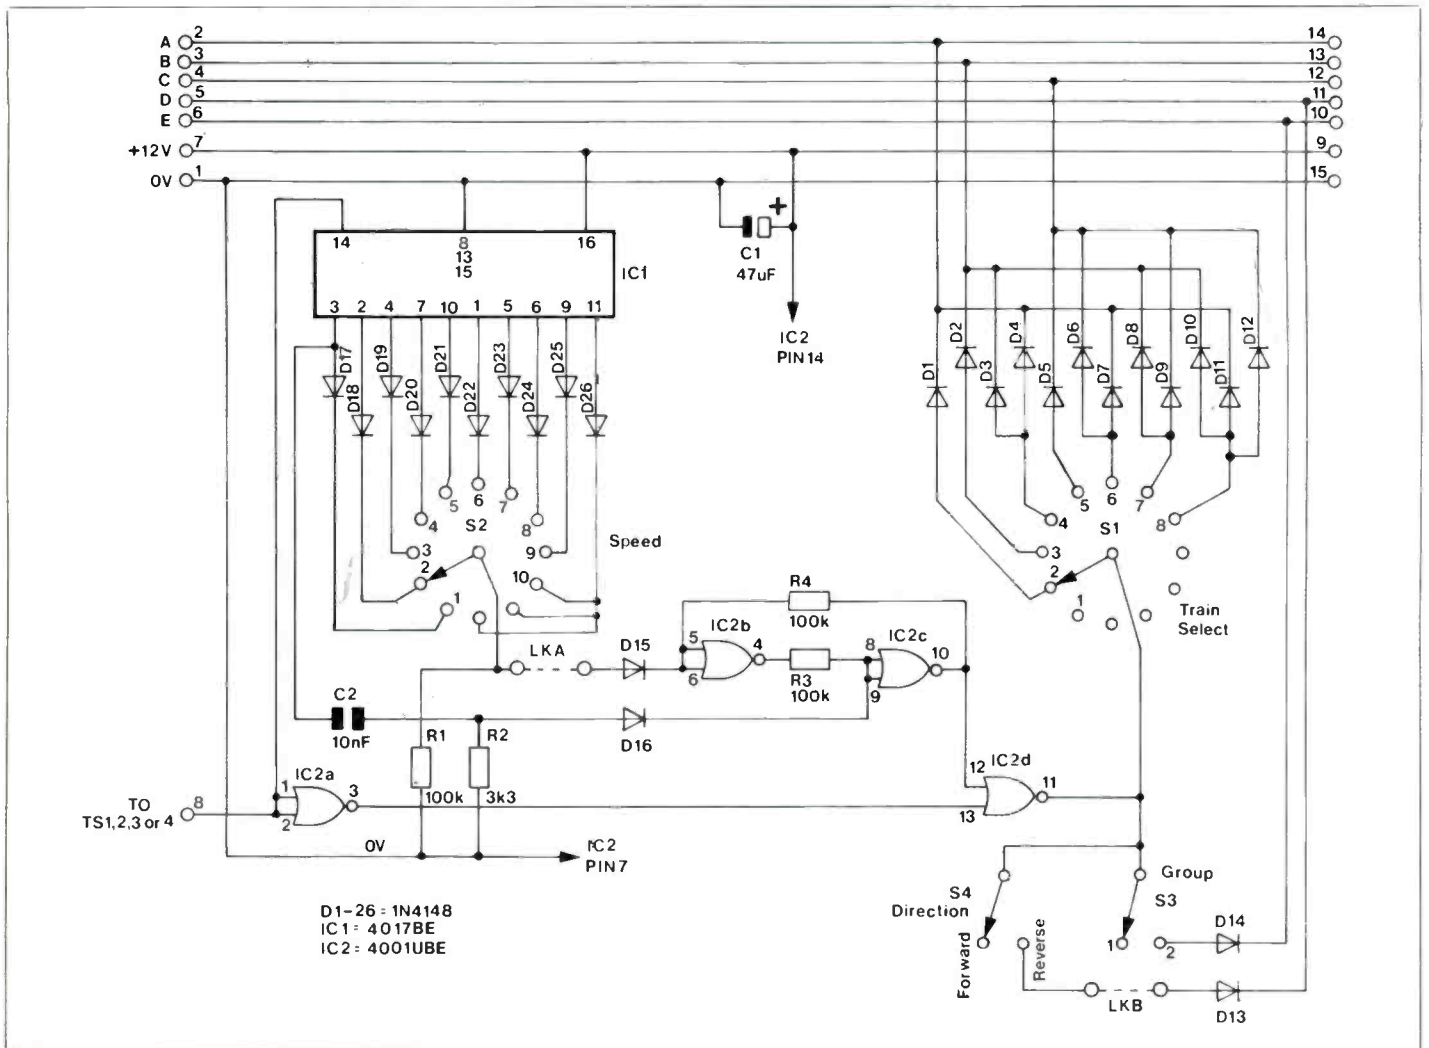 A 2 14
B 3 13
C 4 12
D 5 11
E 6 10
+12V 7 9
0V 1 15
14 8 16
13
15
IC1
3 2 4 7 10 1 5 6 9 11
+
C1
47uF
IC2
PIN14
D17 D18 D19 D20 D21 D22 D23 D24 D25 D26
D1 D2 D3 D4 D5 D6 D7 D8 D9 D10 D11 D12
1 2 3 4 5 6 7 8 9 10
S2
Speed
1 2 3 4 5 6 7 8
S1
Train
Select
LKA
D15
5
6
IC2b
4
R4
100k
R3
100k
8
9
IC2c
10
C2
10nF
D16
R1
100k
R2
3k3
IC2a
1
2
3
TO
TS1,2,3 or 4
8
12
13
IC2d
11
0V
IC2
PIN7
S4
Direction
Forward
Reverse
Group
S3
1 2
D14
LKB
D13
D1-26 = 1N4148
IC1 = 4017BE
IC2 = 4001UBE